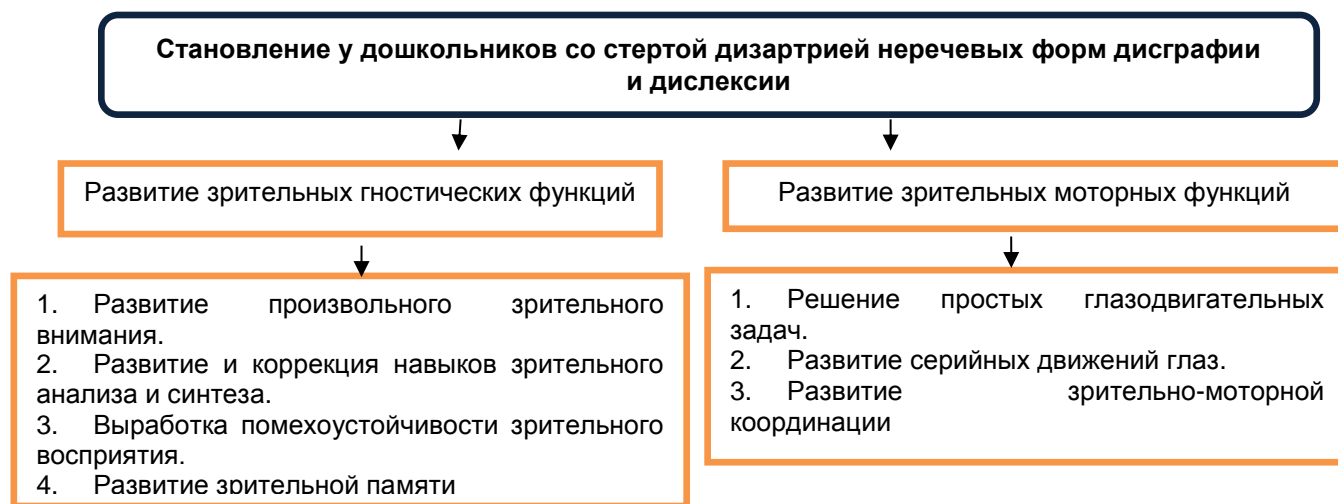 Становление у дошкольников со стертой дизартрией неречевых форм дисграфии
и дислексии
Развитие зрительных гностических функций
Развитие зрительных моторных функций
1. Развитие произвольного зрительного
внимания.
2. Развитие и коррекция навыков зрительного
анализа и синтеза.
3. Выработка помехоустойчивости зрительного
восприятия.
4. Развитие зрительной памяти
1. Решение простых глазодвигательных
задач.
2. Развитие серийных движений глаз.
3. Развитие зрительно-моторной
координации